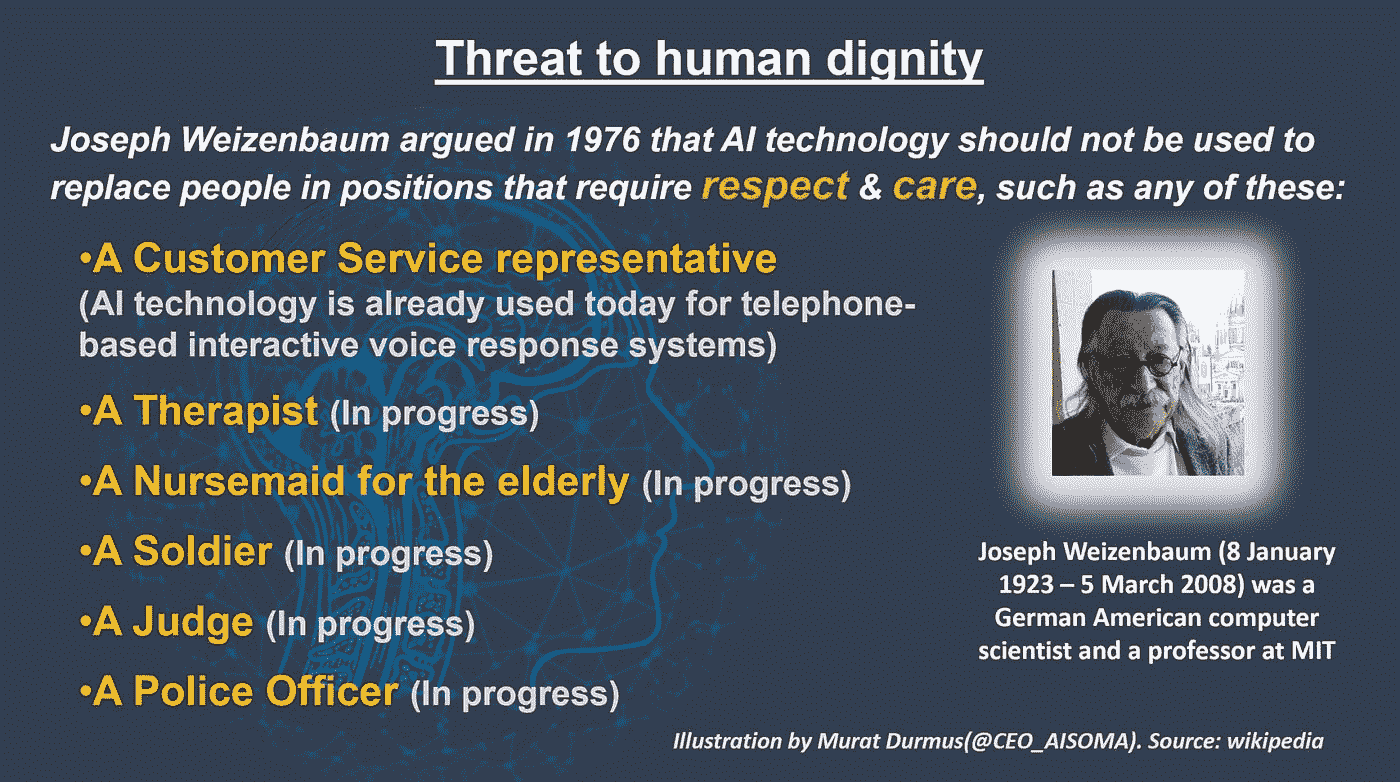 Threat to human dignity
Joseph Weizenbaum argued in 1976 that AI technology should not be used to
replace people in positions that require respect & care, such as any of these:
•A Customer Service representative
(AI technology is already used today for telephone-
based interactive voice response systems)
•A Therapist (In progress)
•A Nursemaid for the elderly (In progress)
•A Soldier (In progress)
•A Judge (In progress)
•A Police Officer (In progress)
Joseph Weizenbaum (8 January
1923 – 5 March 2008) was a
German American computer
scientist and a professor at MIT
Illustration by Murat Durmus(@CEO_AISOMA). Source: wikipedia